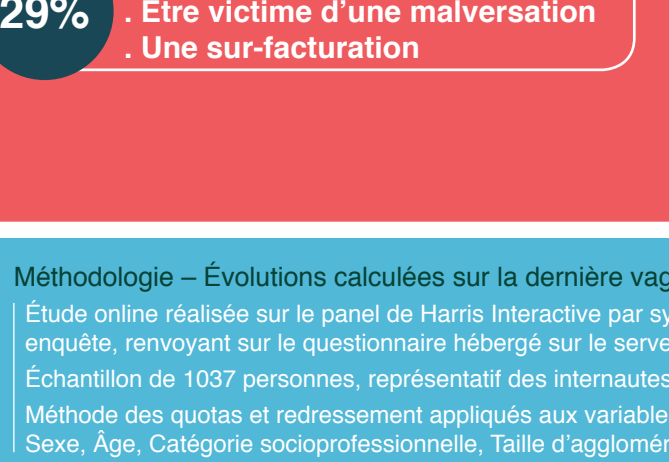 29%
. Etre victime d’une malversation
. Une sur-facturation
Méthodologie – Évolutions calculées sur la dernière vag
Étude online réalisée sur le panel de Harris Interactive par sy
enquête, renvoyant sur le questionnaire hébergé sur le serve
Échantillon de 1037 personnes, représentatif des internautes
Méthode des quotas et redressement appliqués aux variable
Sexe, Âge, Catégorie socioprofessionnelle, Taille d’agglomér